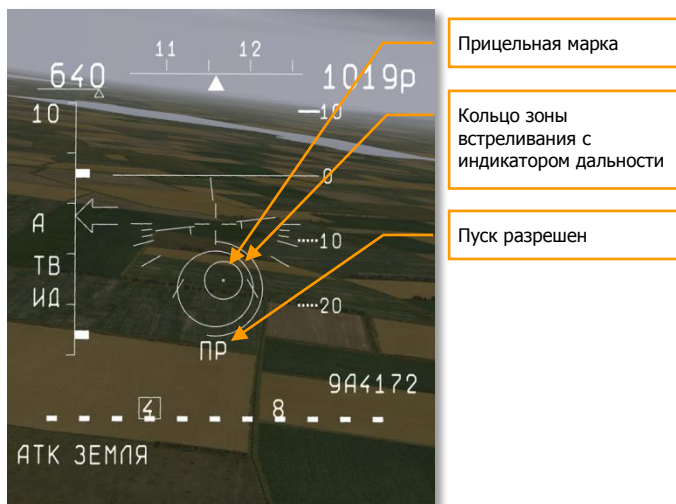 11 12
640 1019р
10 —10
0
А
10
ТВ
ИД
20
ПР
9А4172
4 8
АТК ЗЕМЛЯ
Прицельная марка
Кольцо зоны
встреливания с
индикатором дальности
Пуск разрешен